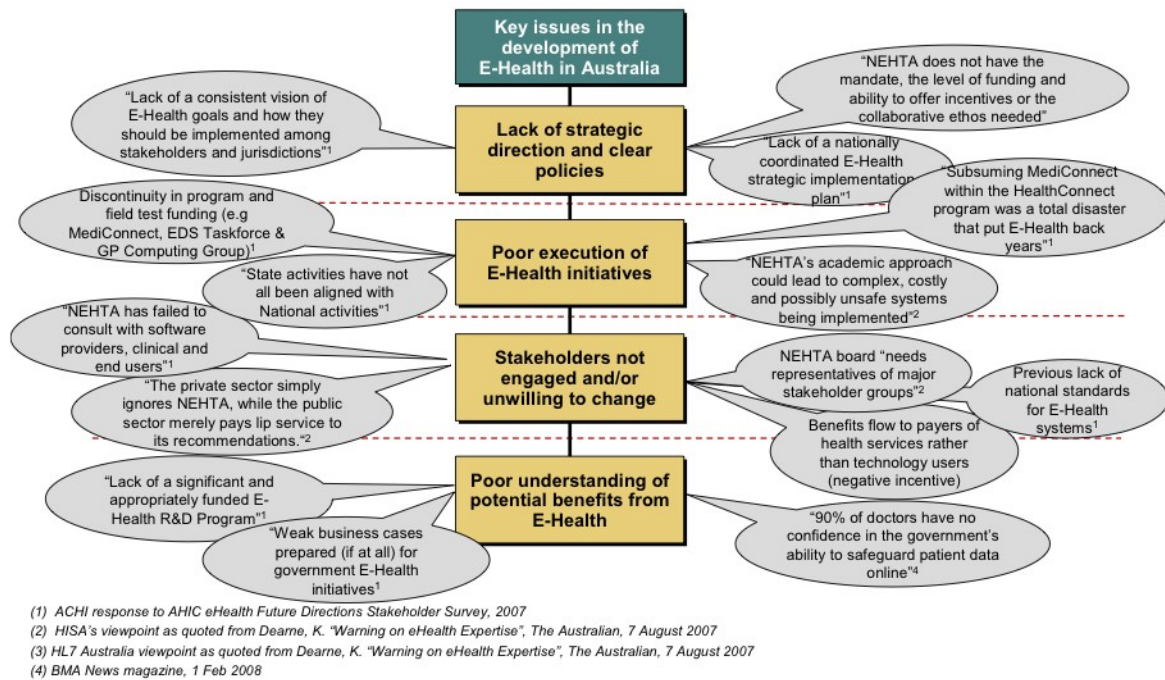 Key issues in the
development of
E-Health in Australia
“Lack of a consistent vision of
E-Health goals and how they
should be implemented among
stakeholders and jurisdictions”1
Lack of strategic
direction and clear
policies
“NEHTA does not have the
mandate, the level of funding and
ability to offer incentives or the
collaborative ethos needed”
“Lack of a nationally
coordinated E-Health
strategic implementation
plan”1
Discontinuity in program and
field test funding (e.g
MediConnect, EDS Taskforce &
GP Computing Group)1
“State activities have not
all been aligned with
National activities”1
Poor execution of
E-Health initiatives
“Subsuming MediConnect
within the HealthConnect
program was a total disaster
that put E-Health back
years”1
“NEHTA’s academic approach
could lead to complex, costly
and possibly unsafe systems
being implemented”2
“NEHTA has failed to
consult with software
providers, clinical and
end users”1
“The private sector simply
ignores NEHTA, while the public
sector merely pays lip service to
its recommendations.“2
Stakeholders not
engaged and/or
unwilling to change
NEHTA board “needs
representatives of major
stakeholder groups”2
Previous lack of
national standards
for E-Health
systems1
Benefits flow to payers of
health services rather
than technology users
(negative incentive)
“Lack of a significant and
appropriately funded E-
Health R&D Program”1
“Weak business cases
prepared (if at all) for
government E-Health
initiatives1
Poor understanding of
potential benefits from
E-Health
“90% of doctors have no
confidence in the government’s
ability to safeguard patient data
online”4
(1) ACHI response to AHIC eHealth Future Directions Stakeholder Survey, 2007
(2) HISA’s viewpoint as quoted from Dearne, K. “Warning on eHealth Expertise”, The Australian, 7 August 2007
(3) HL7 Australia viewpoint as quoted from Dearne, K. “Warning on eHealth Expertise”, The Australian, 7 August 2007
(4) BMA News magazine, 1 Feb 2008